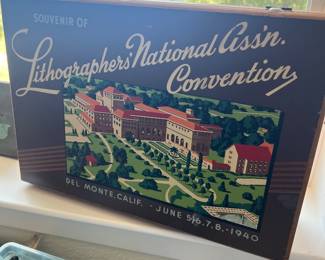 SOUVENIR OF
Lithographers National Ass'n.
Convention
DEL MONTE, CALIF. - JUNE 5,6,7,8,-1940